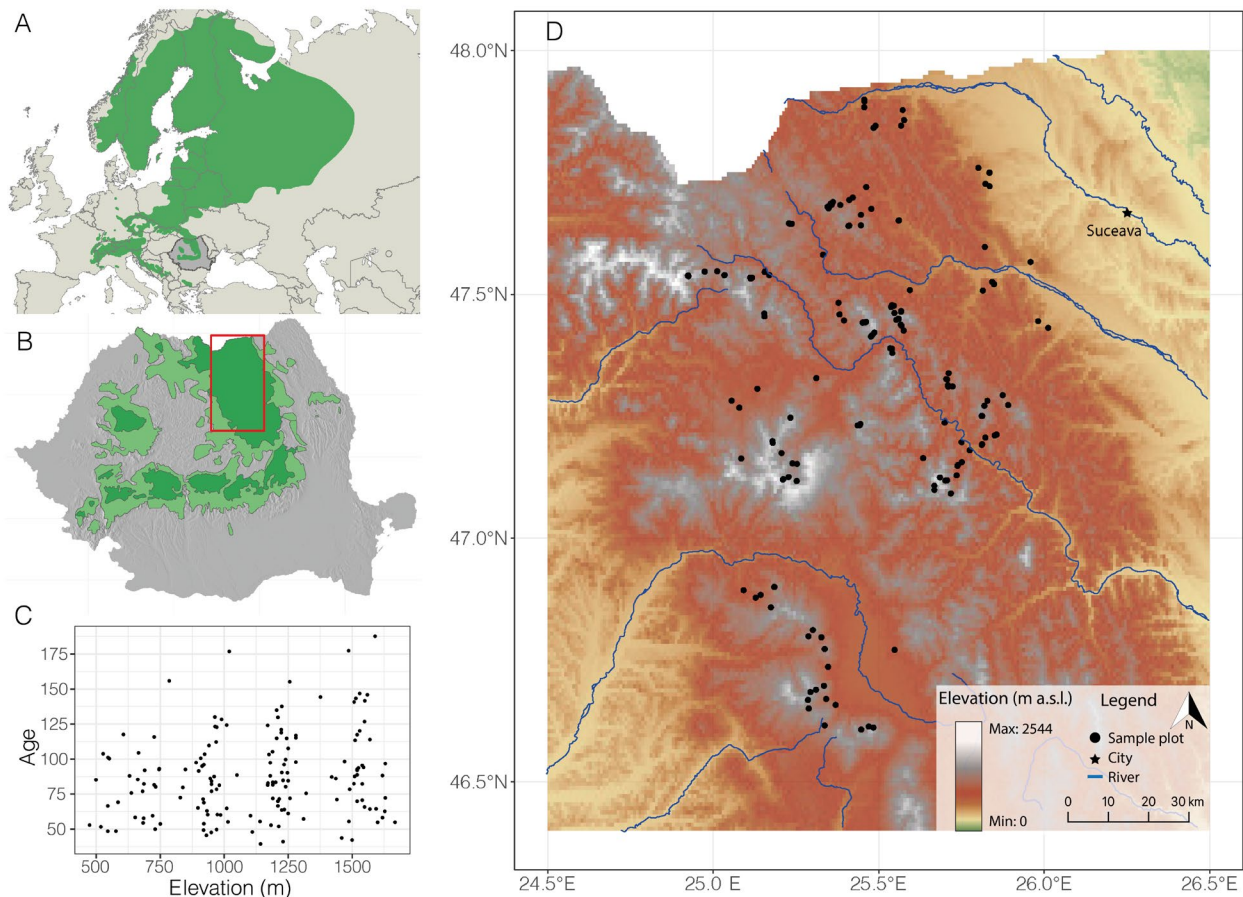 A
B
C
Age
175
150
125
100
75
50
500
750
1000
1250
1500
Elevation (m)
D
48.0°N
47.5°N
47.0°N
46.5°N
Suceava
Elevation (m a.s.l.)
Max: 2544
Min: 0
Legend
N
Sample plot
City
River
0 10 20 30 km
24.5°E
25.0 E
25.5°E
26.0°E
26.5°E